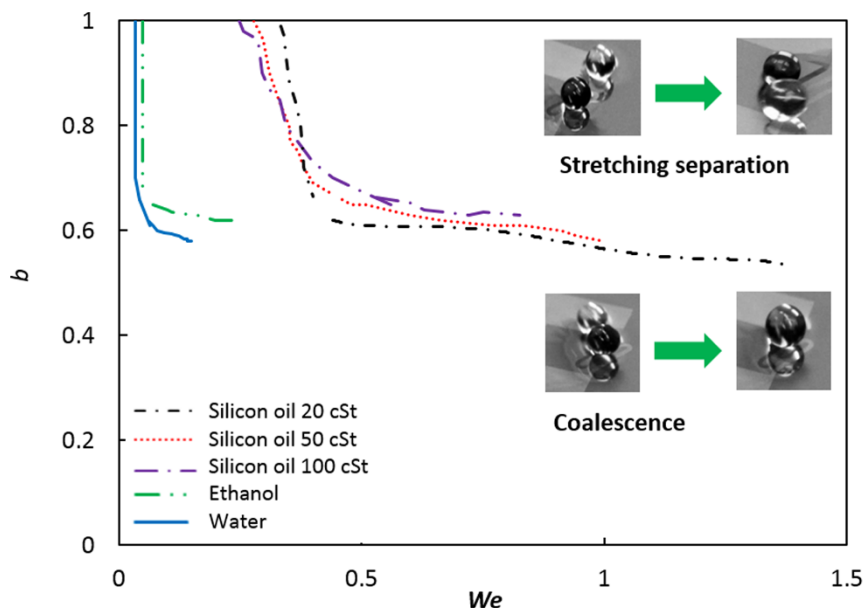 1
0.8
0.6
0.4
0.2
0
b
Stretching separation
Coalescence
Silicon oil 20 cSt
Silicon oil 50 cSt
Silicon oil 100 cSt
Ethanol
Water
0
0.5
1
1.5
We